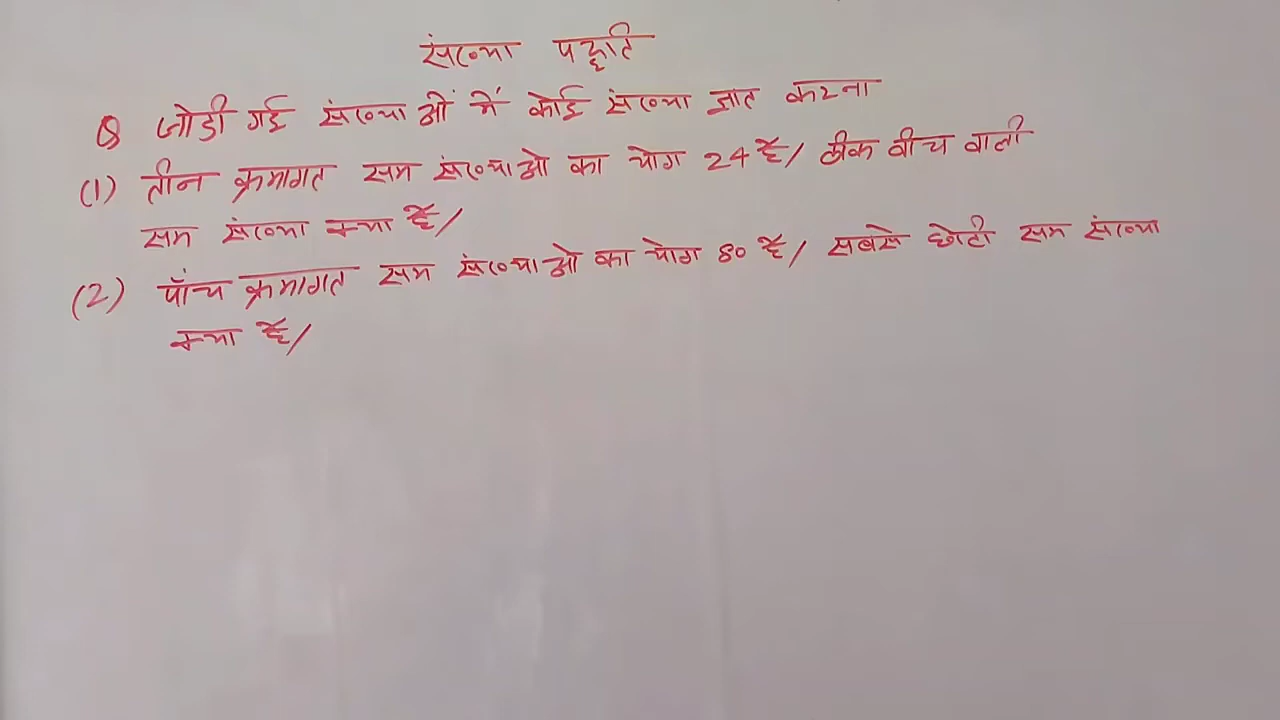 संख्या पद्धति
Q जोडी गई संख्याओं में कोई संख्या ज्ञात करना
(1) तीन क्रमागत सम संख्याओ का योग 24 है/ ठीक बीच वाली
सम संख्या क्या है/
(2) पाँच क्रमागत सम संख्याओ का योग 80 है/ सबसे छोटी सम संख्या
क्या है/